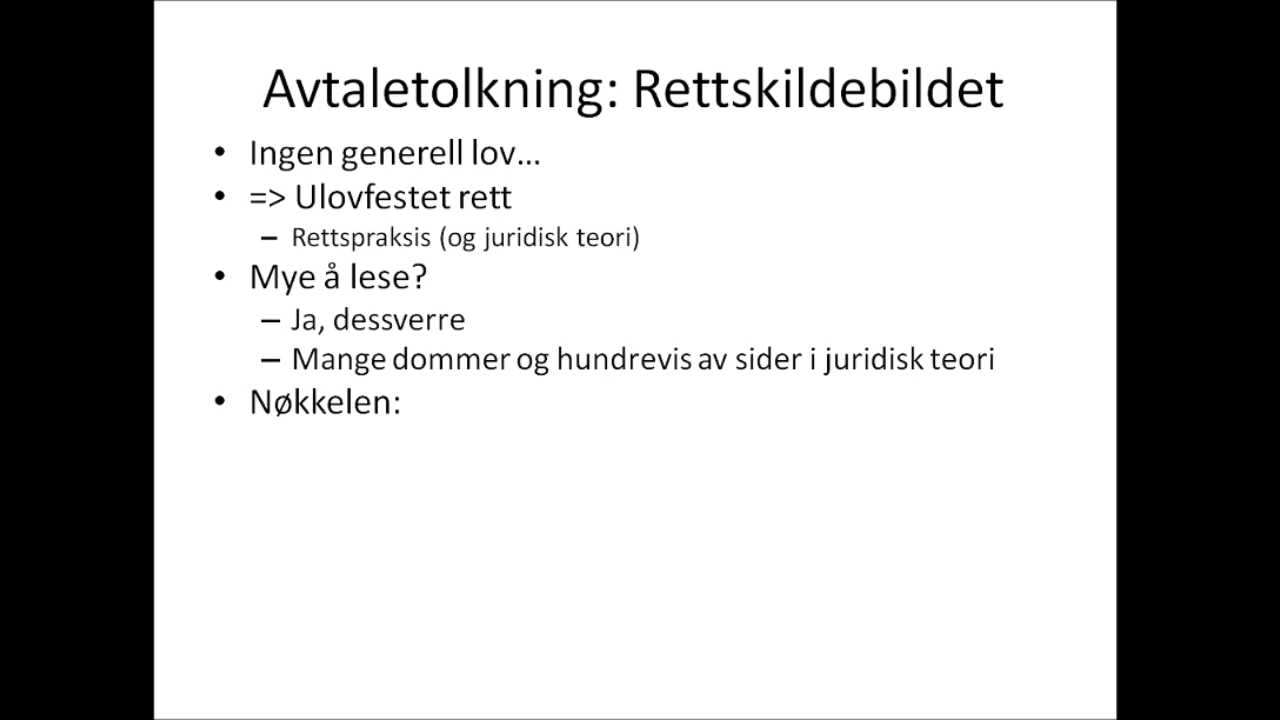 Avtaletolkning: Rettskildebildet
• Ingen generell lov...
• => Ulovfestet rett
– Rettspraksis (og juridisk teori)
• Mye å lese?
– Ja, dessverre
– Mange dommer og hundrevis av sider i juridisk teori
• Nøkkelen: